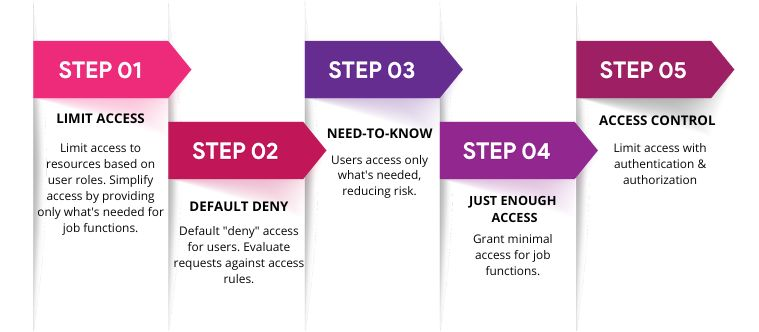 STEP 01
LIMIT ACCESS
Limit access to
resources based on
user roles. Simplify
access by providing
only what's needed for
job functions.
STEP 02
DEFAULT DENY
Default "deny" access
for users. Evaluate
requests against access
rules.
STEP 03
NEED-TO-KNOW
Users access only
what's needed,
reducing risk.
STEP 04
JUST ENOUGH
ACCESS
Grant minimal
access for job
functions.
STEP 05
ACCESS CONTROL
Limit access with
authentication &
authorization